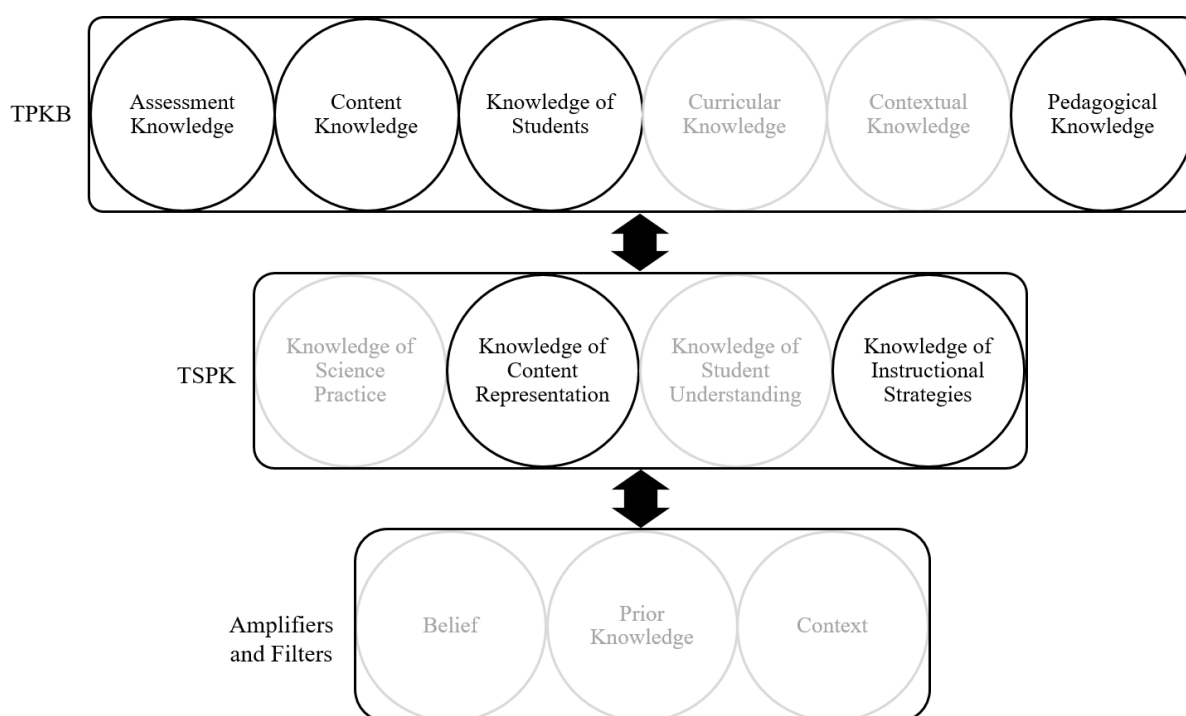 TPKB
Assessment
Knowledge
Content
Knowledge
Knowledge of
Students
Curricular
Knowledge
Contextual
Knowledge
Pedagogical
Knowledge
TSPK
Knowledge of
Science
Practice
Knowledge of
Content
Representation
Knowledge of
Student
Understanding
Knowledge of
Instructional
Strategies
Amplifiers
and Filters
Belief
Prior
Knowledge
Context